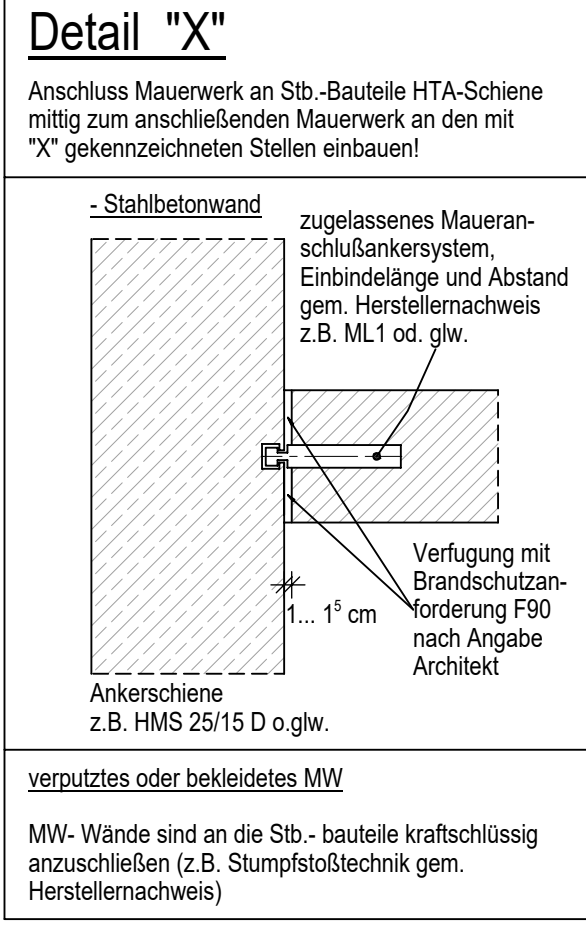 Detail "X"
Anschluss Mauerwerk an Stb.-Bauteile HTA-Schiene
mittig zum anschließenden Mauerwerk an den mit
"X" gekennzeichneten Stellen einbauen!
- Stahlbetonwand
zugelassenes Maueran-
schlußankersystem,
Einbindelänge und Abstand
gem. Herstellernachweis
z.B. ML1 od. glw.
Verfugung mit
Brandschutzan-
forderung F90
nach Angabe
Architekt
1... 1⁵ cm
Ankerschiene
z.B. HMS 25/15 D o.glw.
verputztes oder bekleidetes MW
MW- Wände sind an die Stb.- bauteile kraftschlüssig
anzuschließen (z.B. Stumpfstoßtechnik gem.
Herstellernachweis)